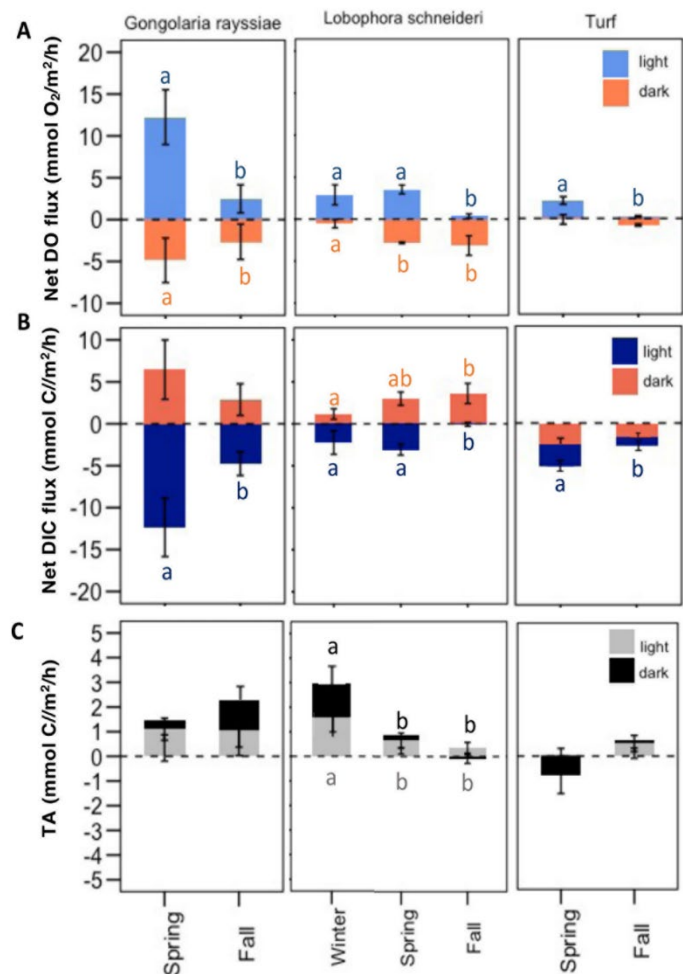 Gongolaria rayssiae Lobophora schneideri Turf
A
Net DO flux (mmol O₂/m²/h)
20
15
10
5
0
-5
-10
a
b
a
b
a
a
b
a
b
b
a
b
light
dark
B
Net DIC flux (mmol C//m²/h)
10
5
0
-5
-10
-15
-20
a
b
a
ab
b
a
a
b
a
b
light
dark
C
TA (mmol C//m²/h)
5
4
3
2
1
0
-1
-2
-3
-4
-5
a
b
b
a
b
b
light
dark
Spring
Fall
Winter
Spring
Fall
Spring
Fall